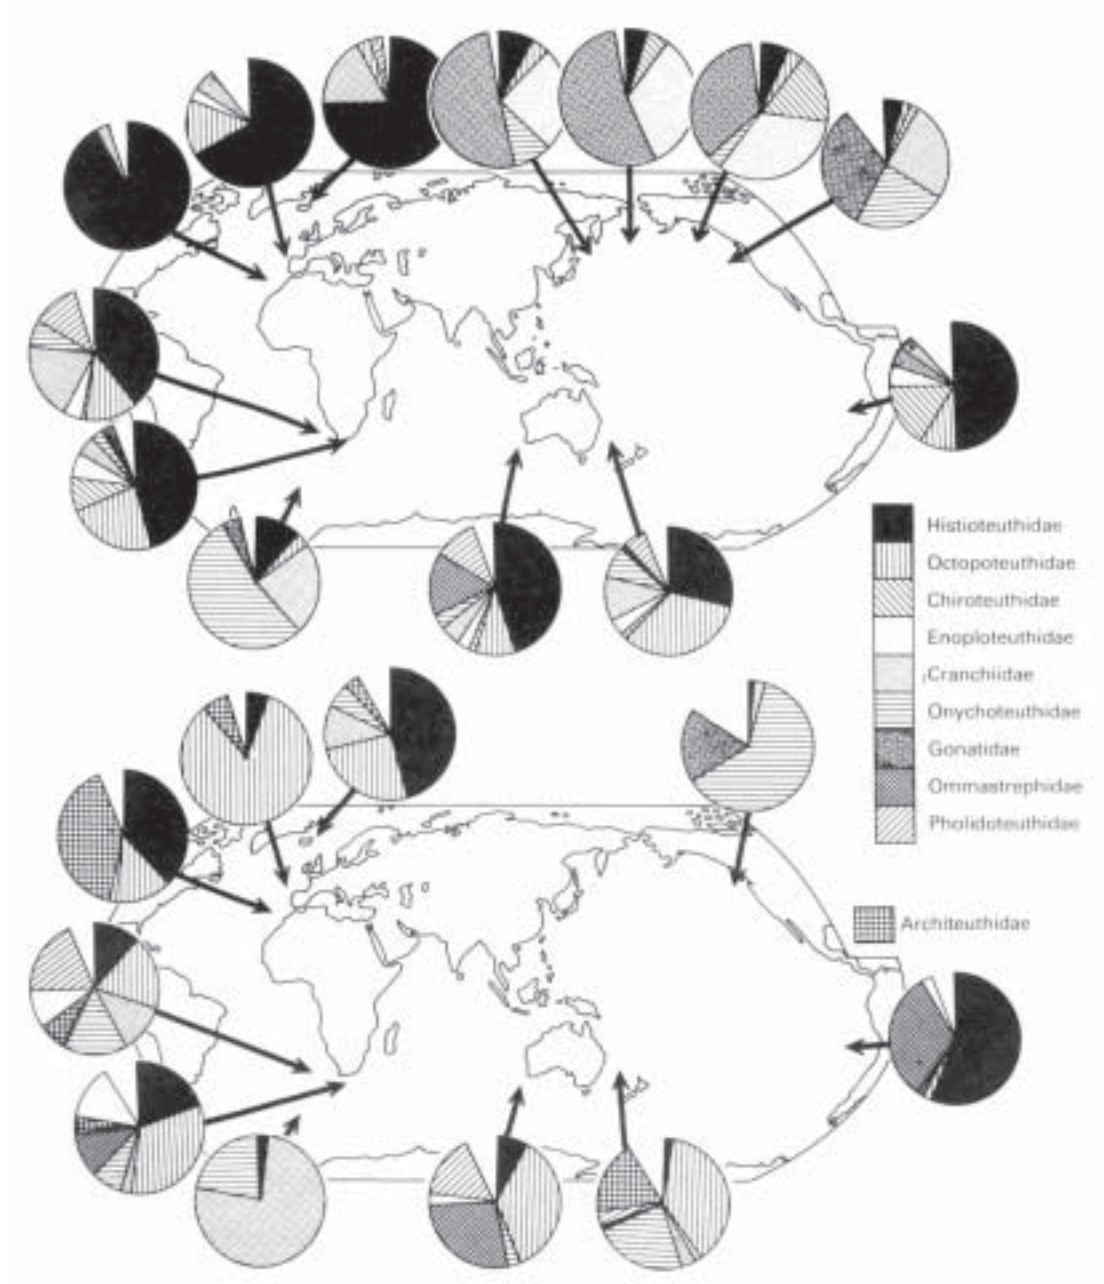 Histioteuthidae
Octopoteuthidae
Chiroteuthidae
Enoploteuthidae
Cranchiidae
Onychoteuthidae
Gonatidae
Ommastrephidae
Pholidoteuthidae
Architeuthidae